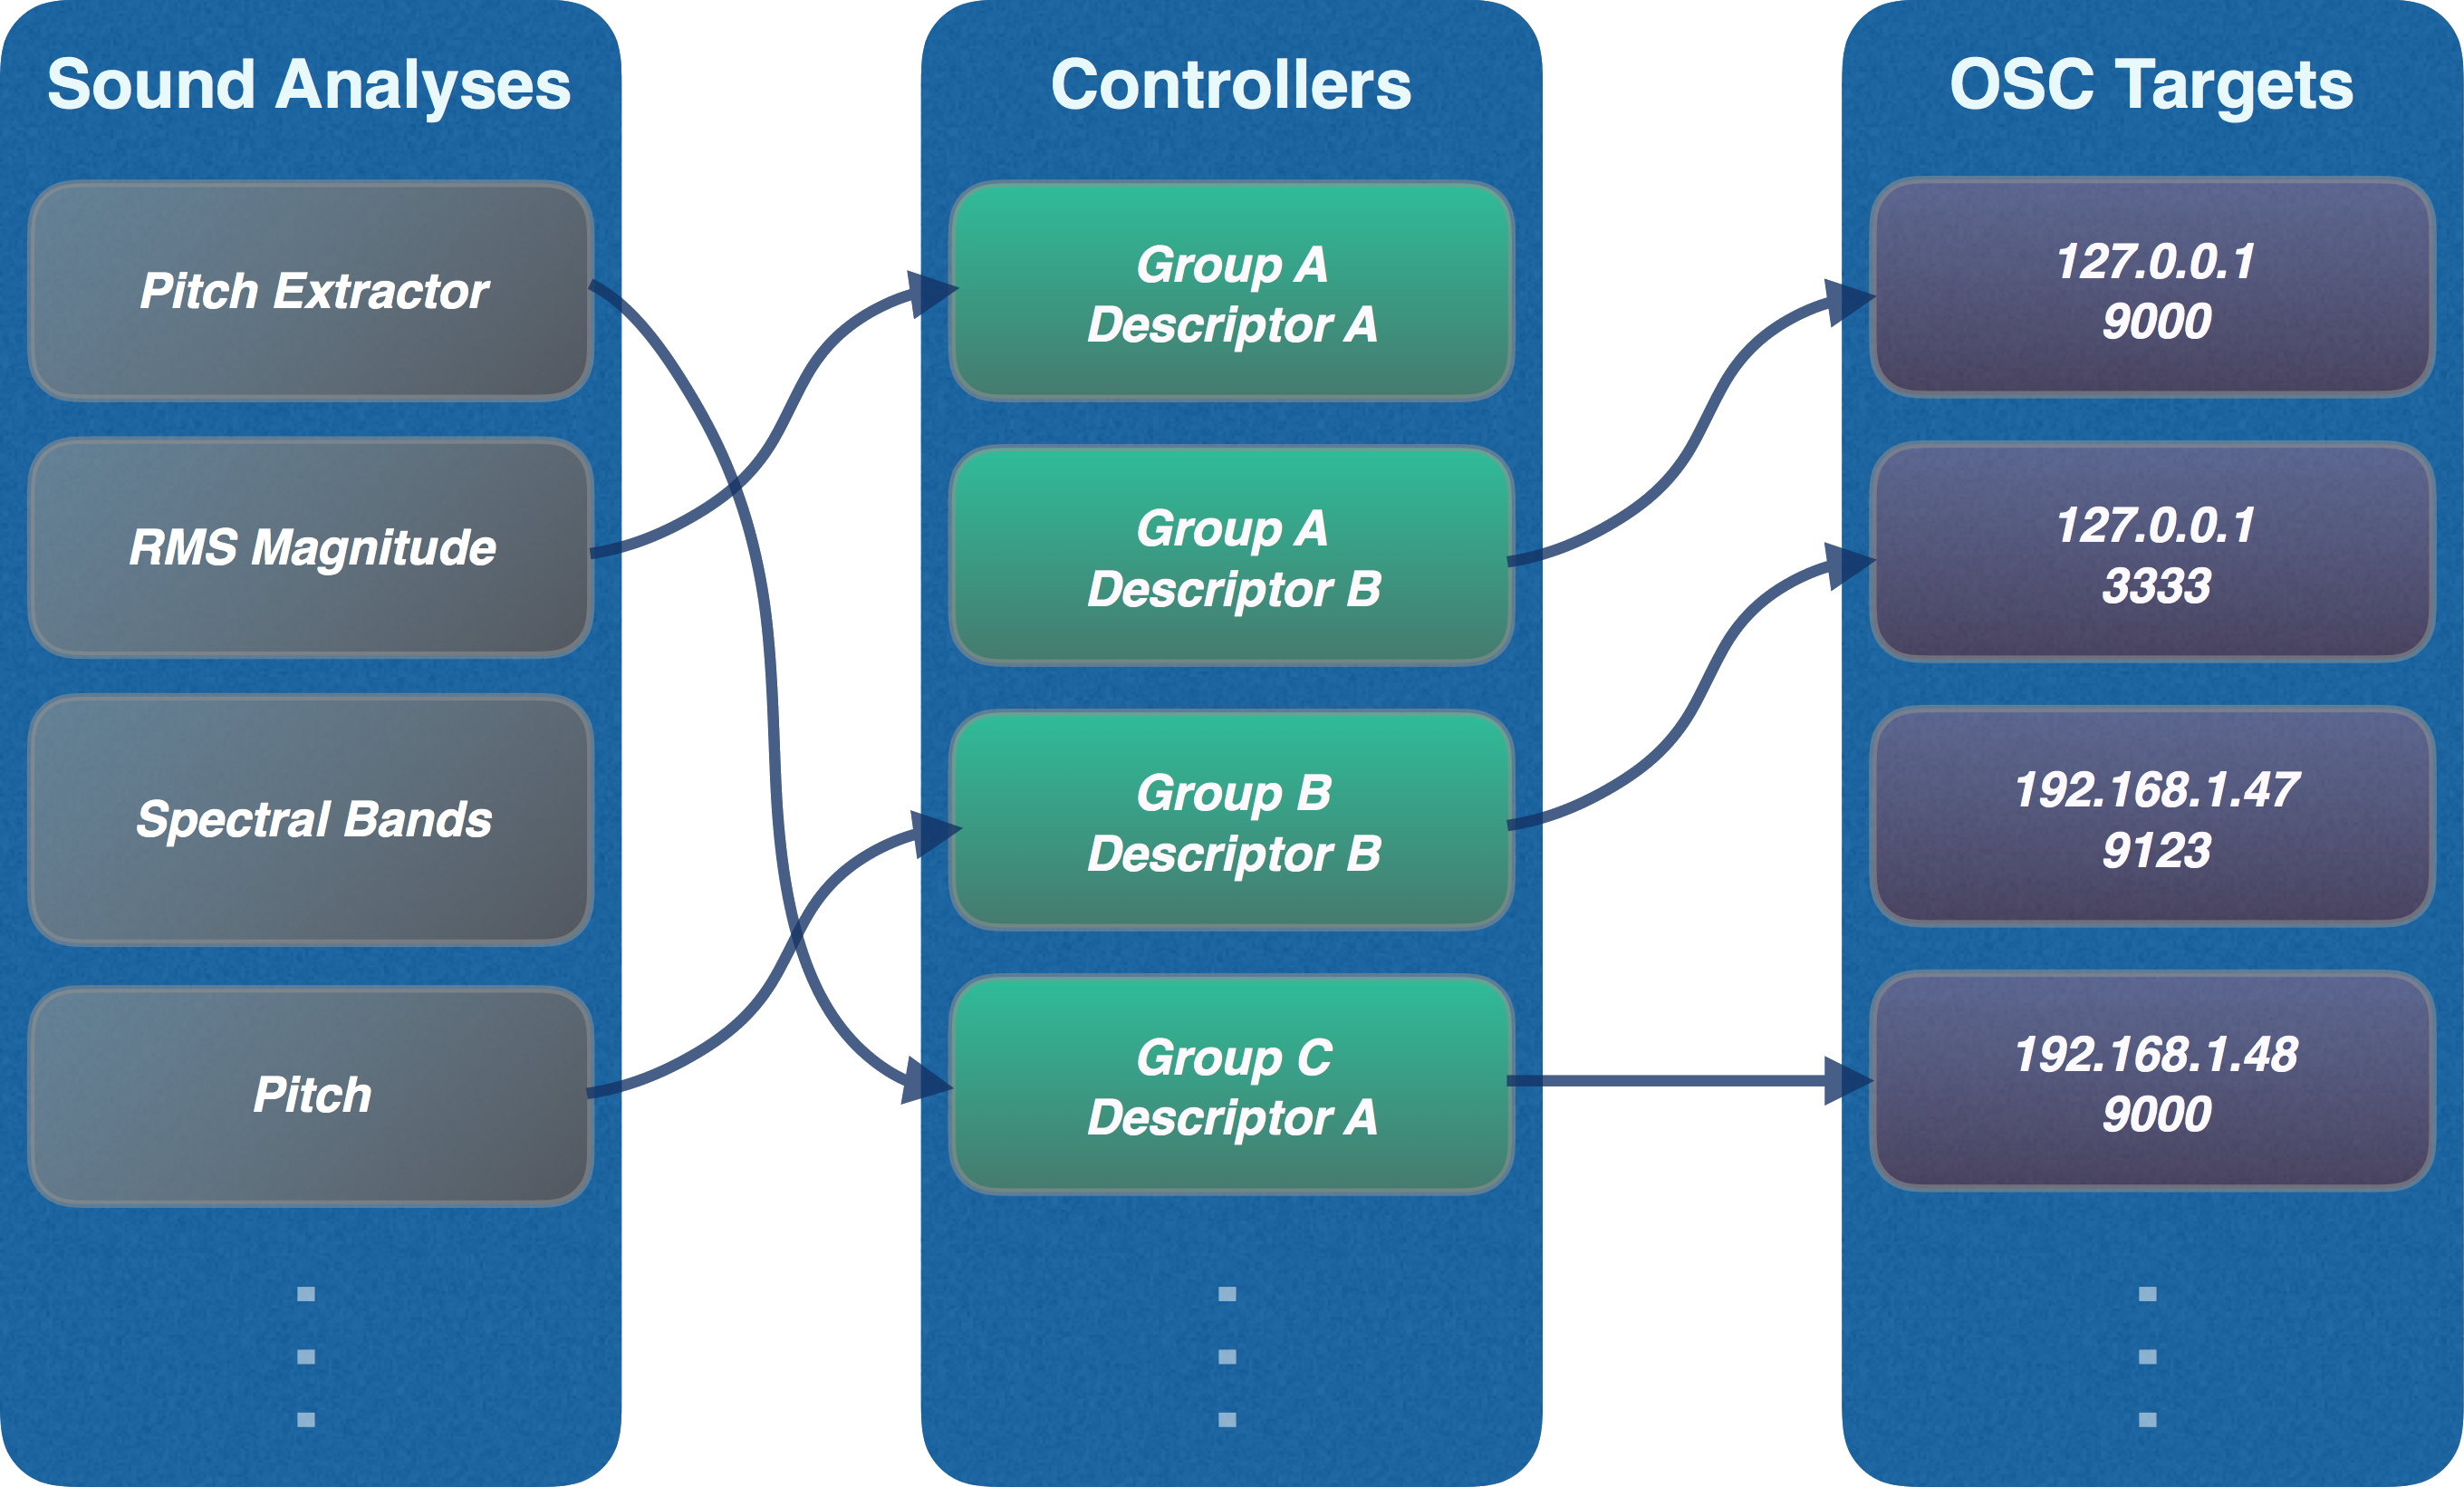 Sound Analyses
Pitch Extractor
RMS Magnitude
Spectral Bands
Pitch
Controllers
Group A
Descriptor A
Group A
Descriptor B
Group B
Descriptor B
Group C
Descriptor A
OSC Targets
127.0.0.1
9000
127.0.0.1
3333
192.168.1.47
9123
192.168.1.48
9000